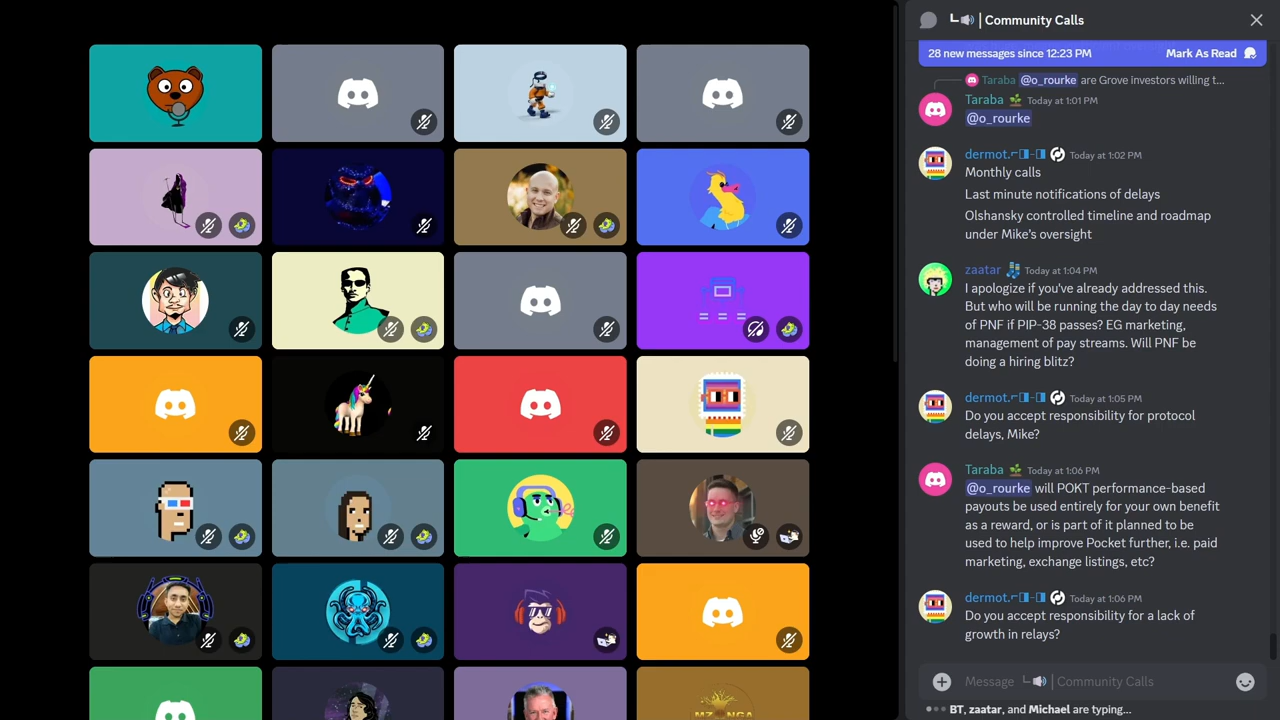 ┗🔊 | Community Calls
28 new messages since 12:23 PM
Mark As Read
Taraba @o_rourke are Grove investors willing t...
Taraba Today at 1:01 PM
@o_rourke
dermot.⌐◨-◨ Today at 1:02 PM
Monthly calls
Last minute notifications of delays
Olshansky controlled timeline and roadmap
under Mike's oversight
zaatar Today at 1:04 PM
I apologize if you've already addressed this.
But who will be running the day to day needs
of PNF if PIP-38 passes? EG marketing,
management of pay streams. Will PNF be
doing a hiring blitz?
dermot.⌐◨-◨ Today at 1:05 PM
Do you accept responsibility for protocol
delays, Mike?
Taraba Today at 1:06 PM
@o_rourke will POKT performance-based
payouts be used entirely for your own benefit
as a reward, or is part of it planned to be
used to help improve Pocket further, i.e. paid
marketing, exchange listings, etc?
dermot.⌐◨-◨ Today at 1:06 PM
Do you accept responsibility for a lack of
growth in relays?
Message ┗🔊 | Community Calls
BT, zaatar, and Michael are typing...